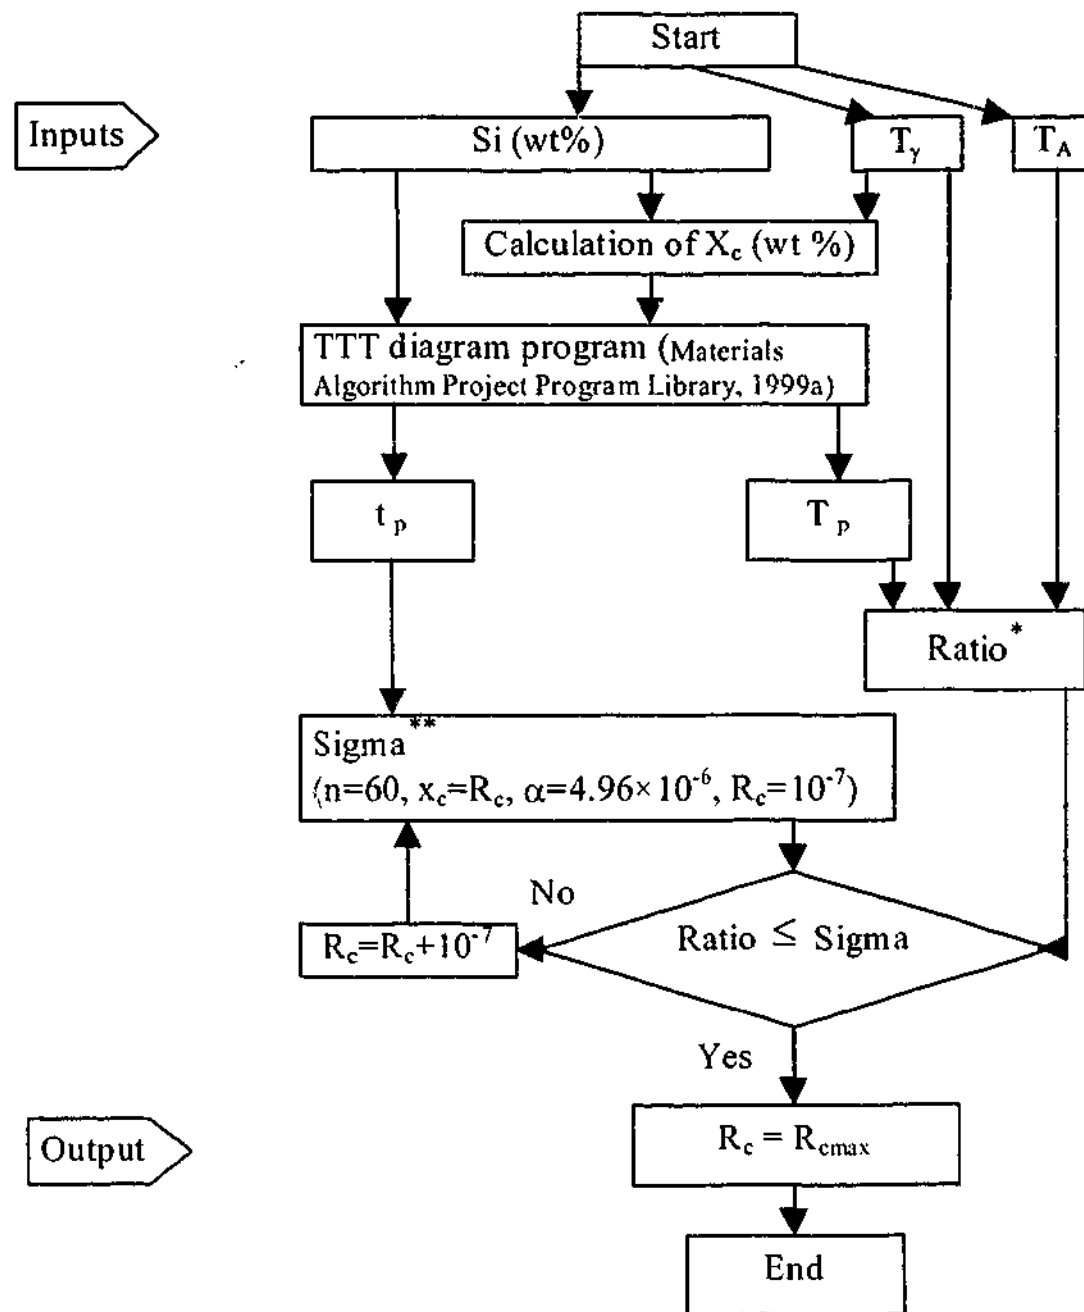 Start
Inputs
Si (wt%)
Tγ
TA
Calculation of Xc (wt %)
TTT diagram program (Materials
Algorithm Project Program Library, 1999a)
t p
T p
Ratio*
Sigma**
(n=60, xc=Rc, α=4.96×10-6, Rc=10-7)
No
Rc=Rc+10-7
Ratio ≤ Sigma
Yes
Output
Rc = Rcmax
End